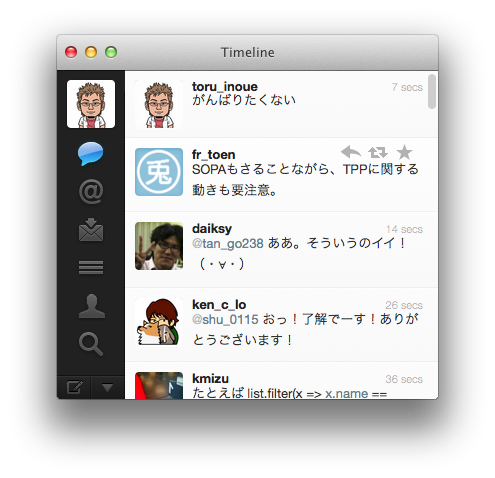 Timeline
toru_inoue 7 secs
がんばりたくない
兎
fr_toen
SOPAもさることながら、TPPに関する
動きも要注意。
daiksy 14 secs
@tan_go238 ああ。そういうのイイ！
（・∀・）
ken_c_lo 26 secs
@shu_0115 おっ！了解でーす！ありが
とうございます！
kmizu 36 secs
たとえば list.filter(x => x.name ==